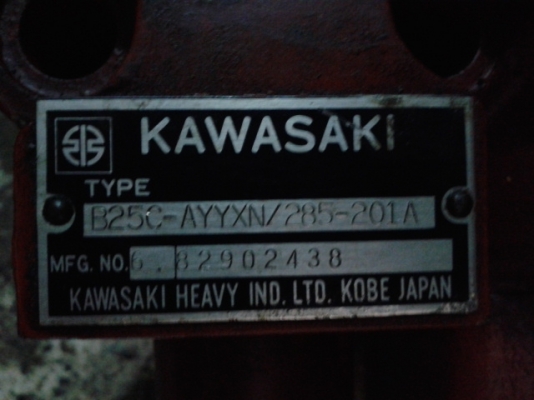 KAWASAKI
TYPE
B25C-AYYXN/285-201A
MFG. NO. 6.82902438
KAWASAKI HEAVY IND. LTD. KOBE JAPAN